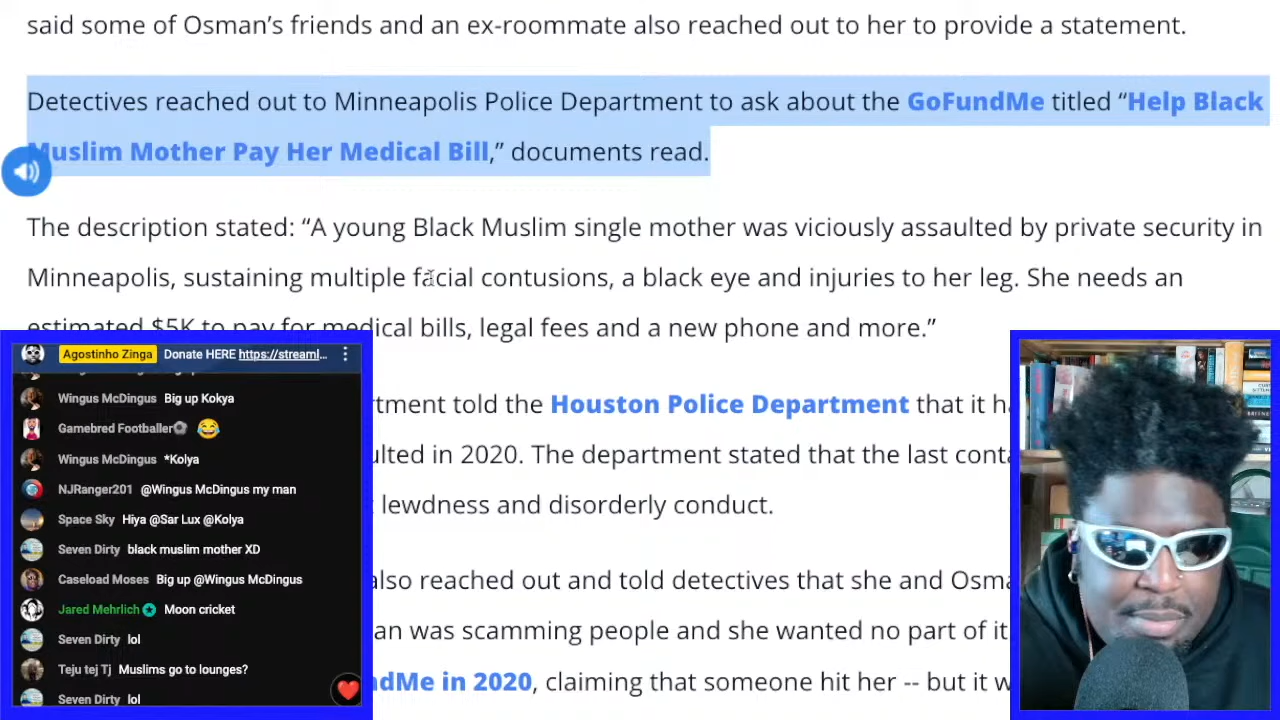 said some of Osman’s friends and an ex-roommate also reached out to her to provide a statement.
Detectives reached out to Minneapolis Police Department to ask about the GoFundMe titled “Help Black
Muslim Mother Pay Her Medical Bill,” documents read.
The description stated: “A young Black Muslim single mother was viciously assaulted by private security in
Minneapolis, sustaining multiple facial contusions, a black eye and injuries to her leg. She needs an
estimated $5K to pay for medical bills, legal fees and a new phone and more.”
rtment told the Houston Police Department that it ha
ulted in 2020. The department stated that the last conta
lewdness and disorderly conduct.
also reached out and told detectives that she and Osma
an was scamming people and she wanted no part of it
ndMe in 2020, claiming that someone hit her -- but it w
Agostinho Zinga Donate HERE https://streaml...
Wingus McDingus Big up Kokya
Gamebred Footballer⚽ 😂
Wingus McDingus *Kolya
NJRanger201 @Wingus McDingus my man
Space Sky Hiya @Sar Lux @Kolya
Seven Dirty black muslim mother XD
Caseload Moses Big up @Wingus McDingus
Jared Mehrlich Moon cricket
Seven Dirty lol
Teju tej Tj Muslims go to lounges?
Seven Dirty lol